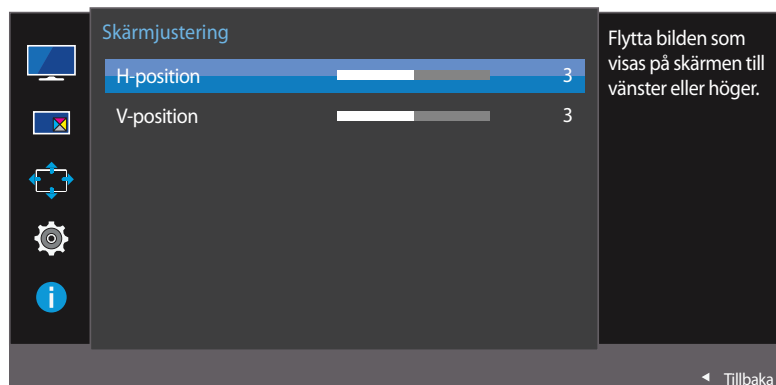 Skärmjustering
H-position 3
V-position 3
Flytta bilden som
visas på skärmen till
vänster eller höger.
Tillbaka